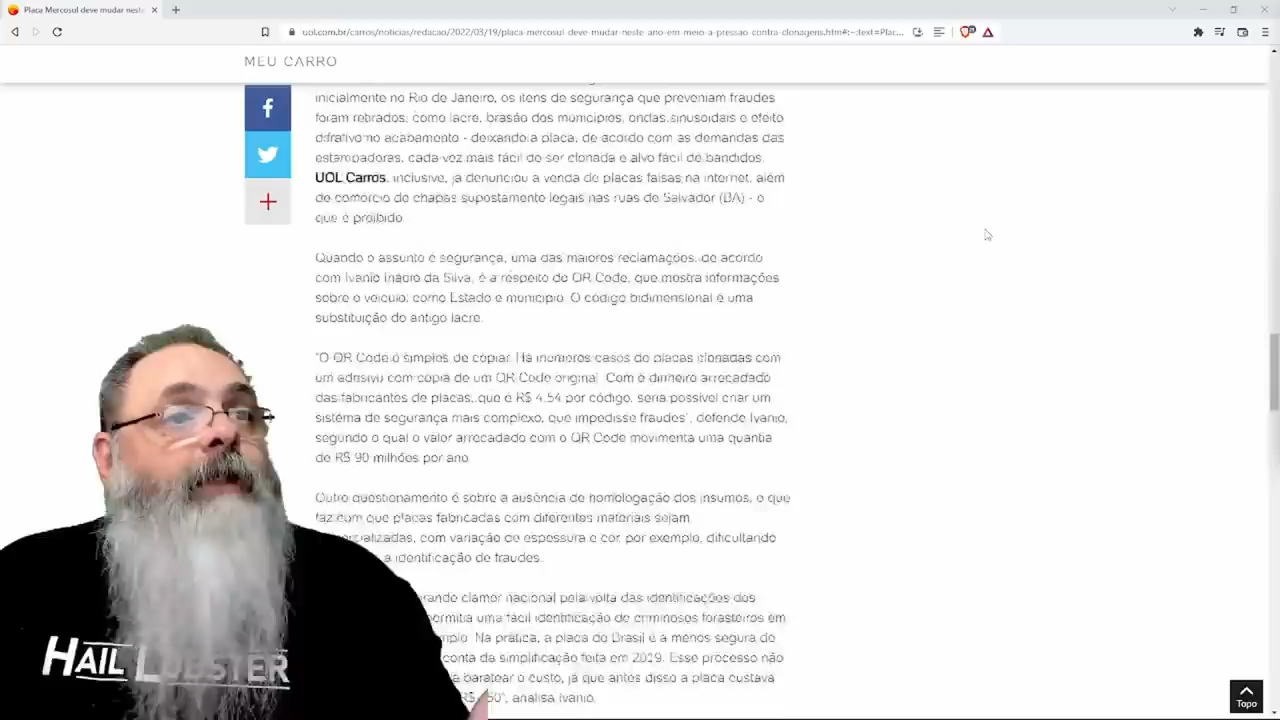 Placa Mercosul deve mudar neste
uol.com.br/carros/noticias/redacao/2022/03/19/placa-mercosul-deve-mudar-neste-ano-em-meio-a-pressao-contra-clonagens.htm#:~:text=Plac...
MEU CARRO
inicialmente no Rio de Janeiro, os itens de segurança que preveniam fraudes
foram retirados, como lacre, brasão dos municípios, ondas sinusoidais e efeito
difrativo no acabamento - deixando a placa, de acordo com as demandas das
estampadoras, cada vez mais fácil de ser clonada e alvo fácil de bandidos.
UOL Carros, inclusive, já denunciou a venda de placas falsas na internet, além
de comércio de chapas supostamente legais nas ruas de Salvador (BA) - o
que é proibido.
Quando o assunto é segurança, uma das maiores reclamações, de acordo
com Ivanio Inácio da Silva, é a respeito do QR Code, que mostra informações
sobre o veículo, como Estado e município. O código bidimensional é uma
substituição do antigo lacre.
"O QR Code é simples de copiar. Há inúmeros casos de placas clonadas com
um adesivo com cópia de um QR Code original. Com o dinheiro arrecadado
das fabricantes de placas, que é R$ 4,54 por código, seria possível criar um
sistema de segurança mais complexo, que impedisse fraudes", defende Ivanio,
segundo o qual o valor arrecadado com o QR Code movimenta uma quantia
de R$ 90 milhões por ano.
Outro questionamento é sobre a ausência de homologação dos insumos, o que
faz com que placas fabricadas com diferentes materiais sejam
com variação de espessura e cor, por exemplo, dificultando
a identificação de fraudes.
clamor nacional pela volta das identificações dos
uma fácil identificação de criminosos forasteiros em
Na prática, a placa do Brasil é a menos segura do
conta da simplificação feita em 2019. Esse processo não
baratear o custo, já que antes disso a placa custava
analisa Ivanio.
HAIL
Topo